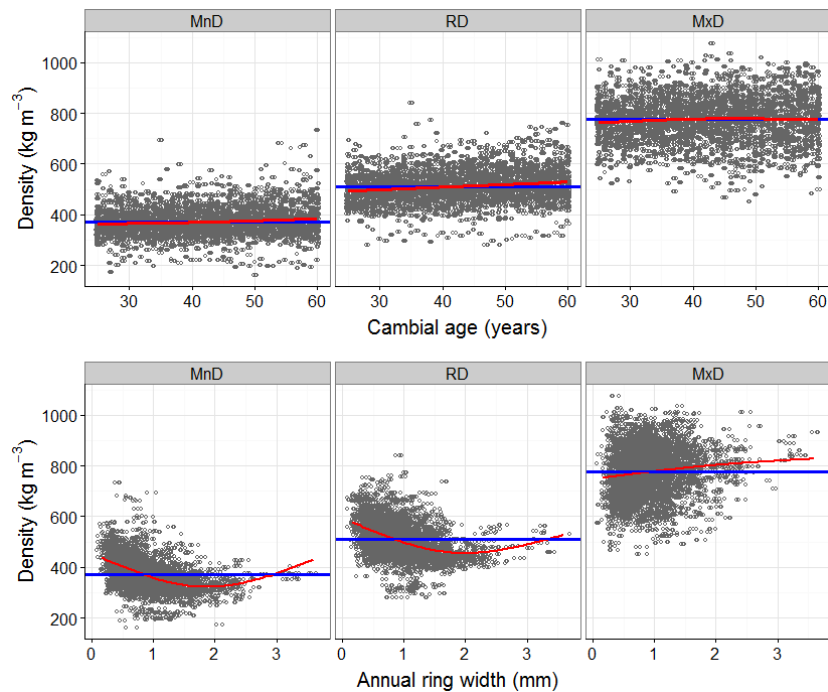 MnD RD MxD
1000
800
600
400
200
Density (kg m⁻³)
30 40 50 60 30 40 50 60 30 40 50 60
Cambial age (years)
MnD RD MxD
1000
800
600
400
200
Density (kg m⁻³)
0 1 2 3 0 1 2 3 0 1 2 3
Annual ring width (mm)